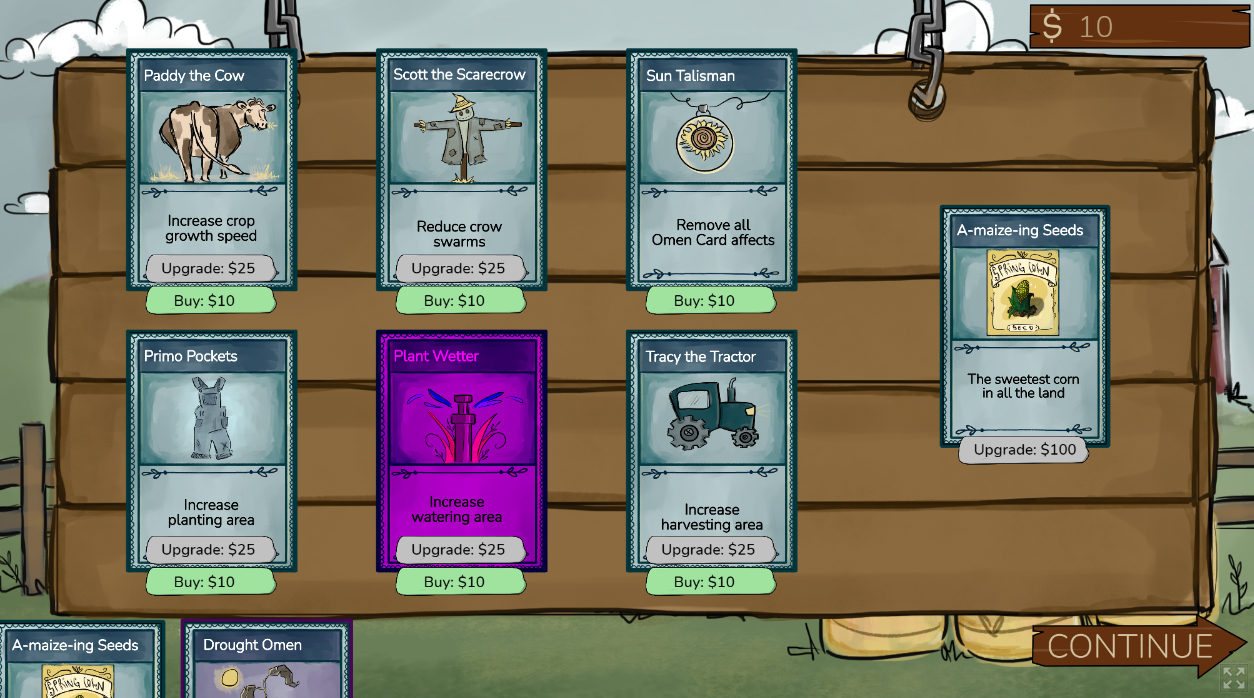 $ 10
Paddy the Cow
Increase crop
growth speed
Upgrade: $25
Buy: $10
Scott the Scarecrow
Reduce crow
swarms
Upgrade: $25
Buy: $10
Sun Talisman
Remove all
Omen Card affects
Buy: $10
A-maize-ing Seeds
SPRING CORN
SEED
The sweetest corn
in all the land
Upgrade: $100
Primo Pockets
Increase
planting area
Upgrade: $25
Buy: $10
Plant Wetter
Increase
watering area
Upgrade: $25
Buy: $10
Tracy the Tractor
Increase
harvesting area
Upgrade: $25
Buy: $10
A-maize-ing Seeds
SPRING CORN
Drought Omen
CONTINUE